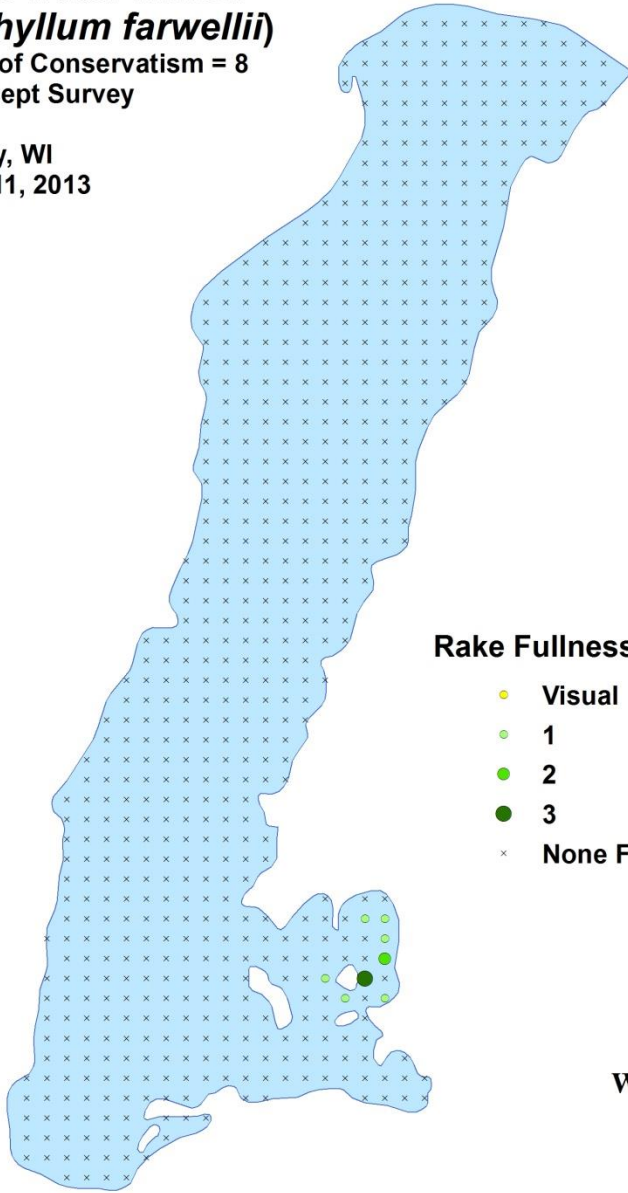 hyllum farwellii)
of Conservatism = 8
ept Survey
y, WI
11, 2013
Rake Fullness
Visual
1
2
3
None F
W